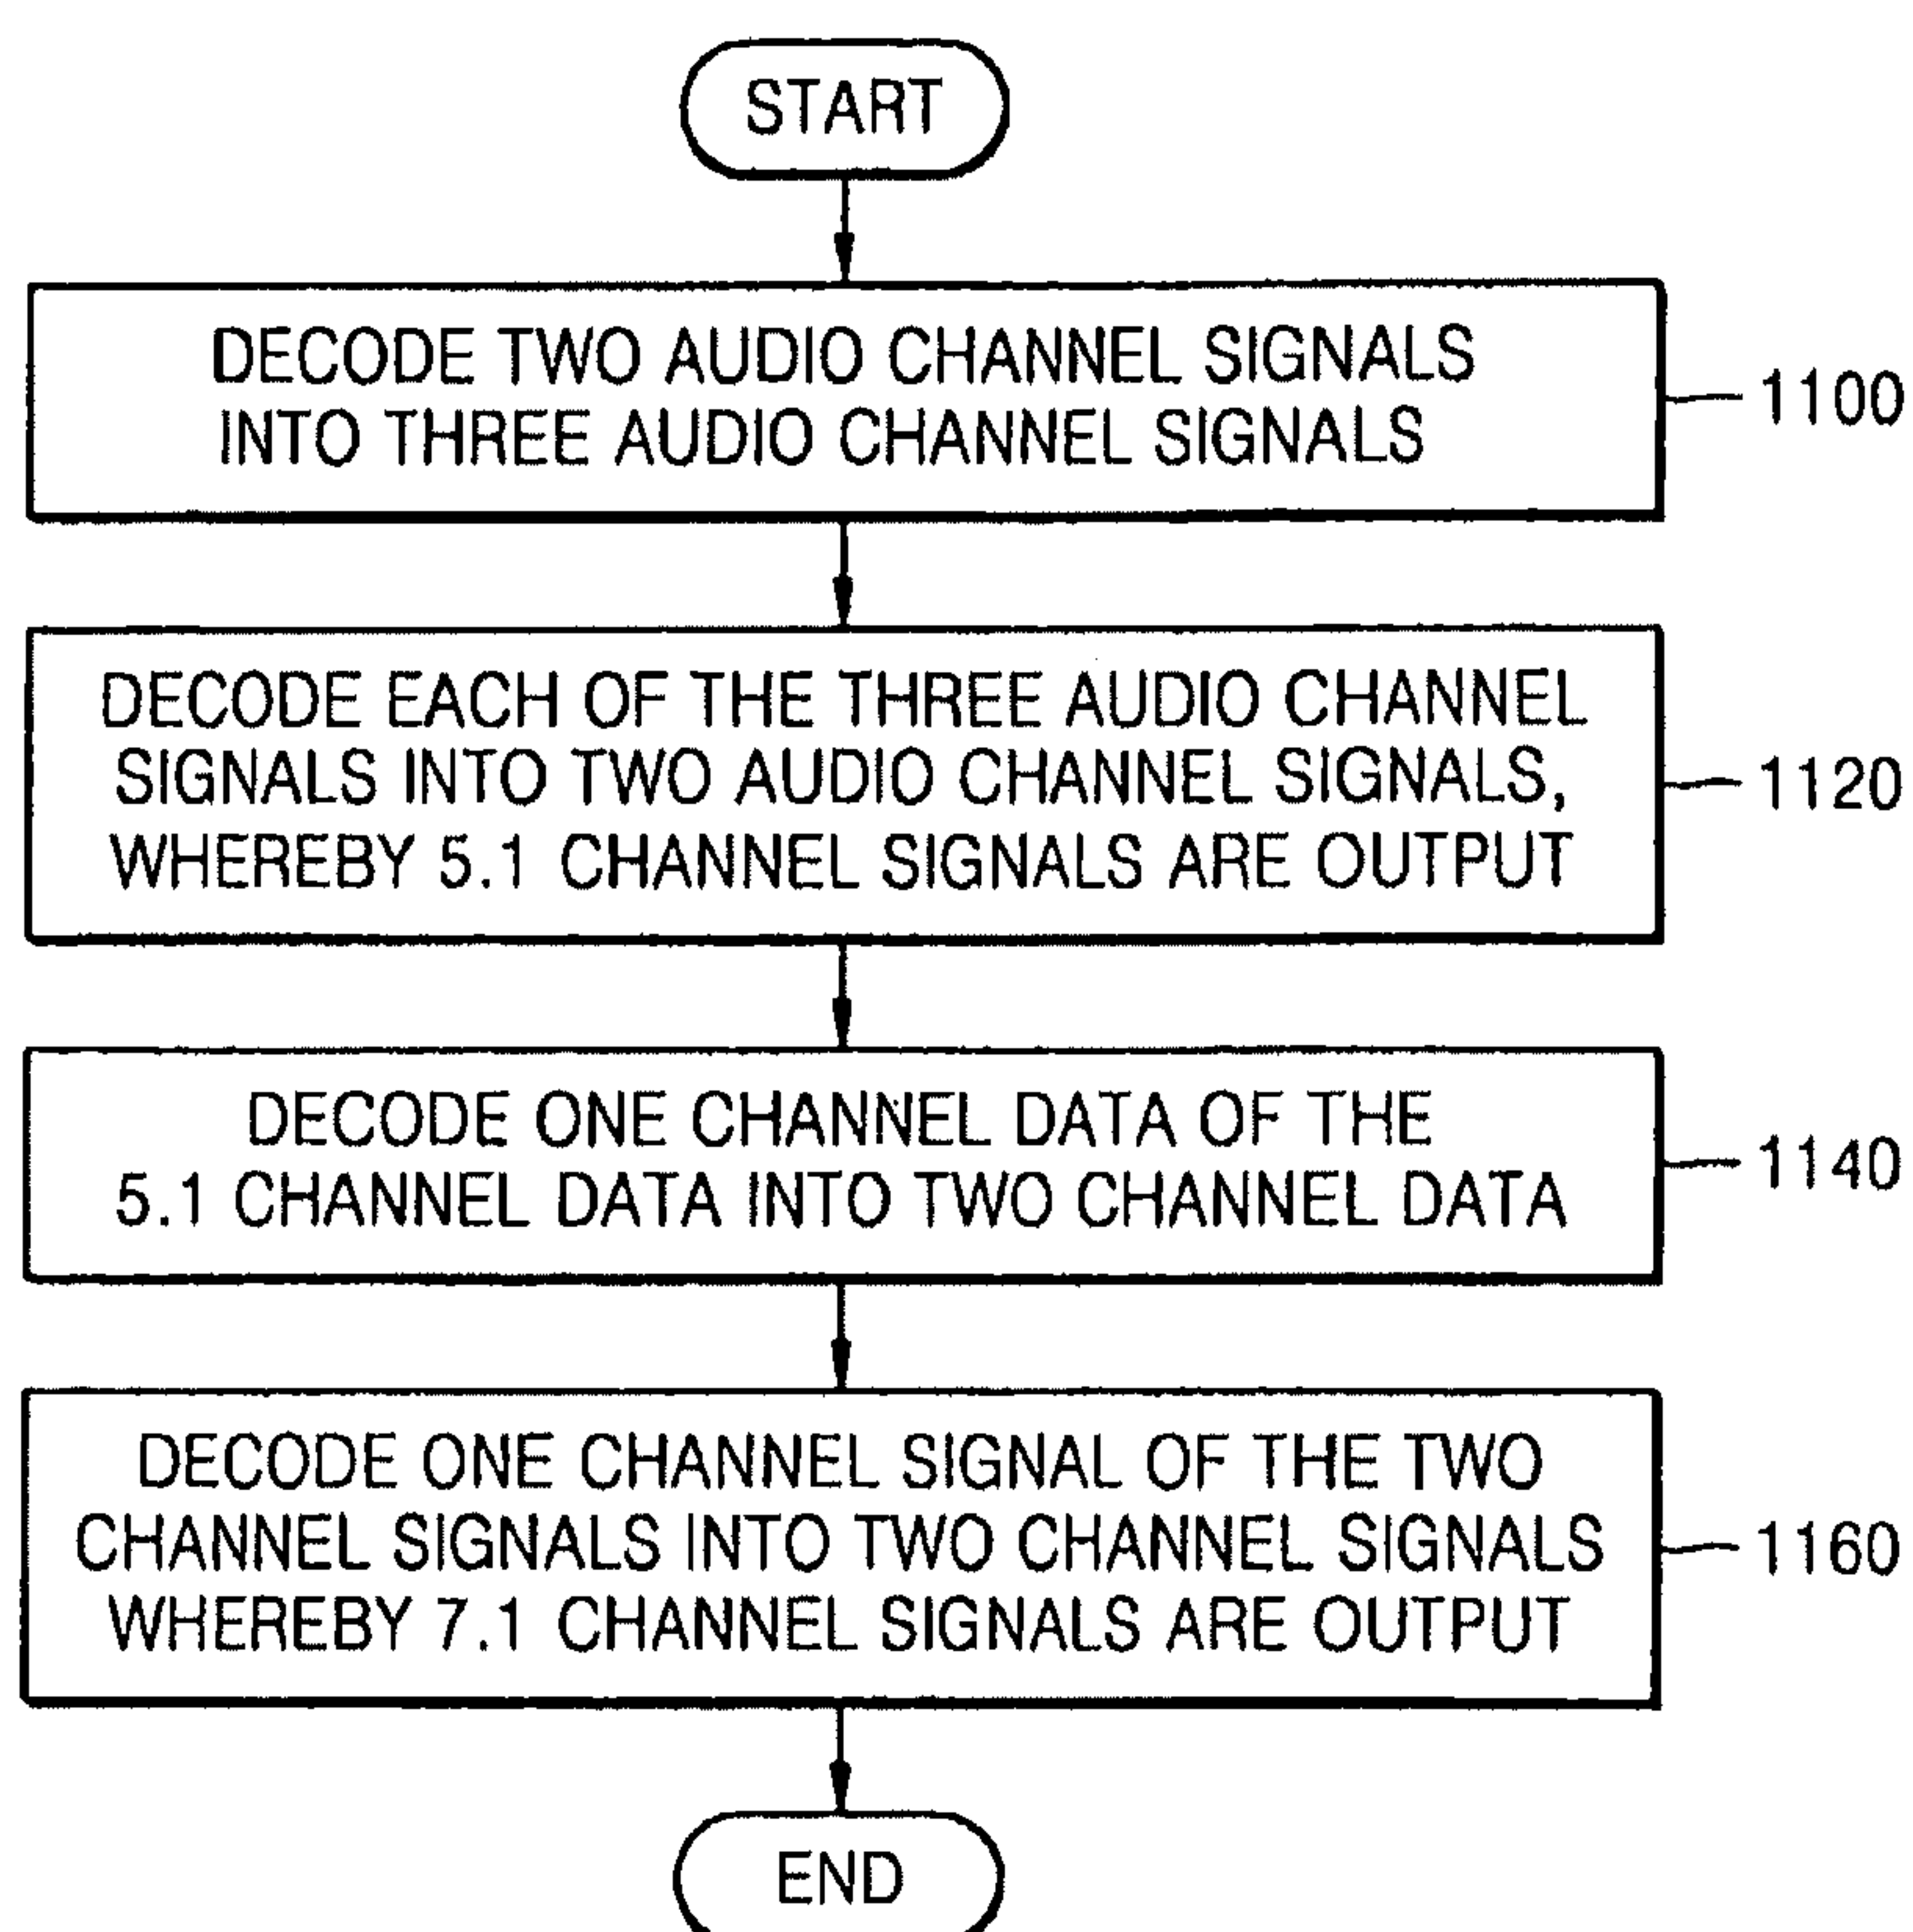 START
DECODE TWO AUDIO CHANNEL SIGNALS
INTO THREE AUDIO CHANNEL SIGNALS
1100
DECODE EACH OF THE THREE AUDIO CHANNEL
SIGNALS INTO TWO AUDIO CHANNEL SIGNALS,
WHEREBY 5.1 CHANNEL SIGNALS ARE OUTPUT
1120
DECODE ONE CHANNEL DATA OF THE
5.1 CHANNEL DATA INTO TWO CHANNEL DATA
1140
DECODE ONE CHANNEL SIGNAL OF THE TWO
CHANNEL SIGNALS INTO TWO CHANNEL SIGNALS
WHEREBY 7.1 CHANNEL SIGNALS ARE OUTPUT
1160
END